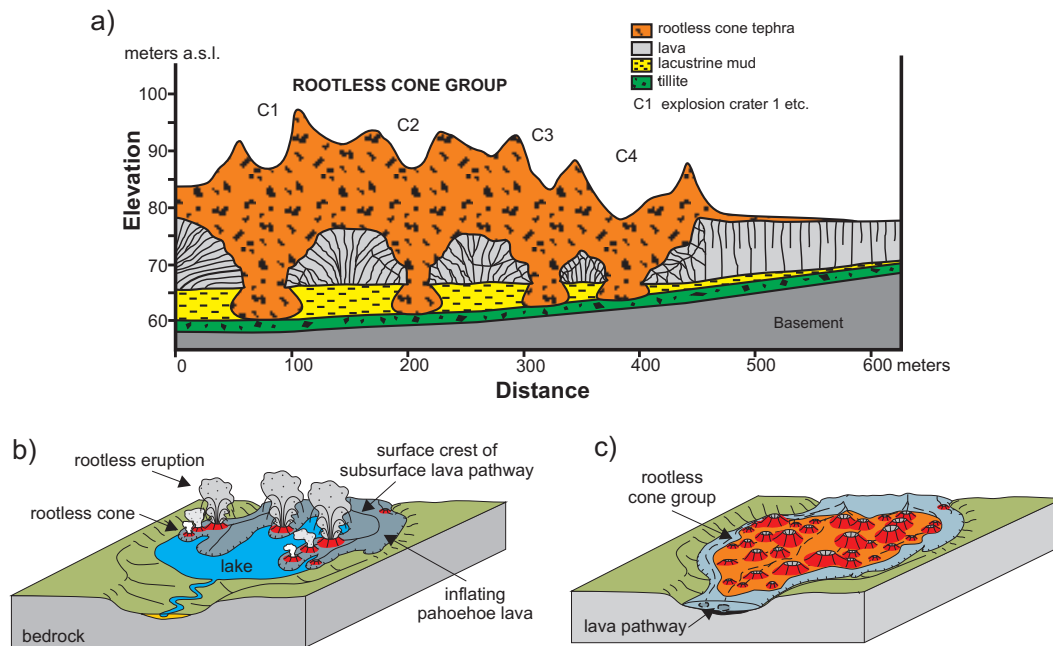 a)
meters a.s.l.
ROOTLESS CONE GROUP
rootless cone tephra
lava
lacustrine mud
tillite
C1 explosion crater 1 etc.
Elevation
100
90
80
70
60
C1
C2
C3
C4
Basement
0
100
200
300
400
500
600 meters
Distance
b)
rootless eruption
rootless cone
surface crest of
subsurface lava pathway
lake
inflating
pahoehoe lava
bedrock
c)
rootless
cone group
lava pathway